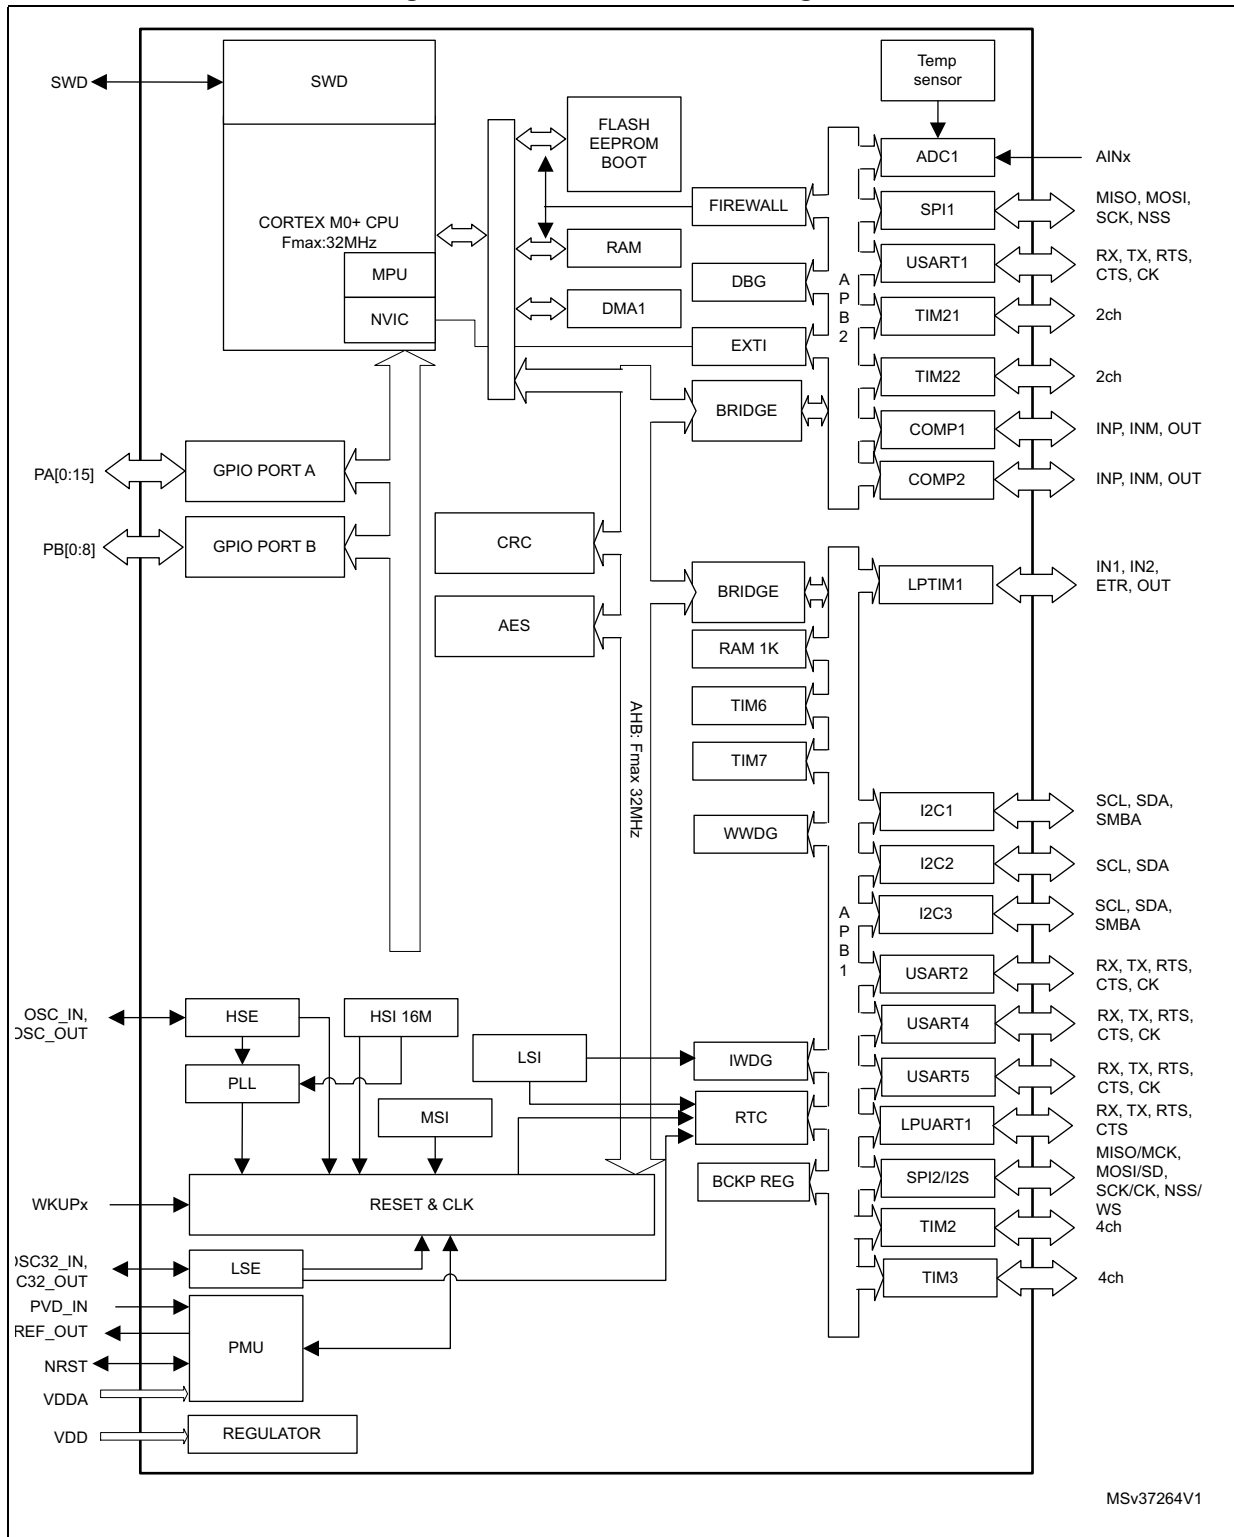 Temp
sensor
SWD
SWD
FLASH
EEPROM
BOOT
ADC1
AINx
CORTEX M0+ CPU
Fmax:32MHz
FIREWALL
SPI1
MISO, MOSI,
SCK, NSS
MPU
RAM
USART1
RX, TX, RTS,
CTS, CK
DBG
APB2
NVIC
DMA1
TIM21
2ch
EXTI
TIM22
2ch
BRIDGE
COMP1
INP, INM, OUT
PA[0:15]
GPIO PORT A
COMP2
INP, INM, OUT
PB[0:8]
GPIO PORT B
CRC
BRIDGE
LPTIM1
IN1, IN2,
ETR, OUT
AES
RAM 1K
TIM6
AHB: Fmax 32MHz
TIM7
I2C1
SCL, SDA,
SMBA
WWDG
I2C2
SCL, SDA
APB1
I2C3
SCL, SDA,
SMBA
USART2
RX, TX, RTS,
CTS, CK
OSC_IN,
OSC_OUT
HSE
HSI 16M
USART4
RX, TX, RTS,
CTS, CK
LSI
IWDG
PLL
USART5
RX, TX, RTS,
CTS, CK
MSI
RTC
LPUART1
RX, TX, RTS,
CTS
BCKP REG
SPI2/I2S
MISO/MCK,
MOSI/SD,
SCK/CK, NSS/
WS
WKUPx
RESET & CLK
TIM2
4ch
OSC32_IN,
C32_OUT
LSE
TIM3
4ch
PVD_IN
REF_OUT
PMU
NRST
VDDA
VDD
REGULATOR
MSv37264V1